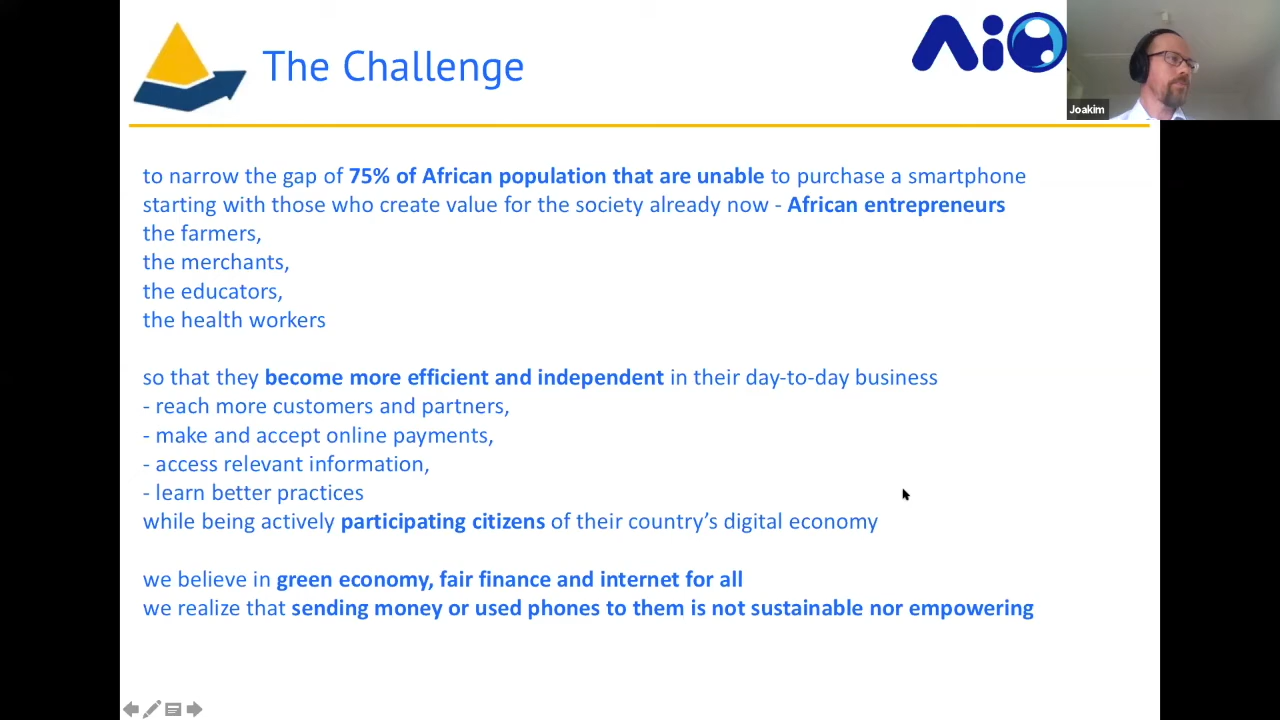 The Challenge
AiO
Joakim
to narrow the gap of 75% of African population that are unable to purchase a smartphone
starting with those who create value for the society already now - African entrepreneurs
the farmers,
the merchants,
the educators,
the health workers
so that they become more efficient and independent in their day-to-day business
- reach more customers and partners,
- make and accept online payments,
- access relevant information,
- learn better practices
while being actively participating citizens of their country’s digital economy
we believe in green economy, fair finance and internet for all
we realize that sending money or used phones to them is not sustainable nor empowering